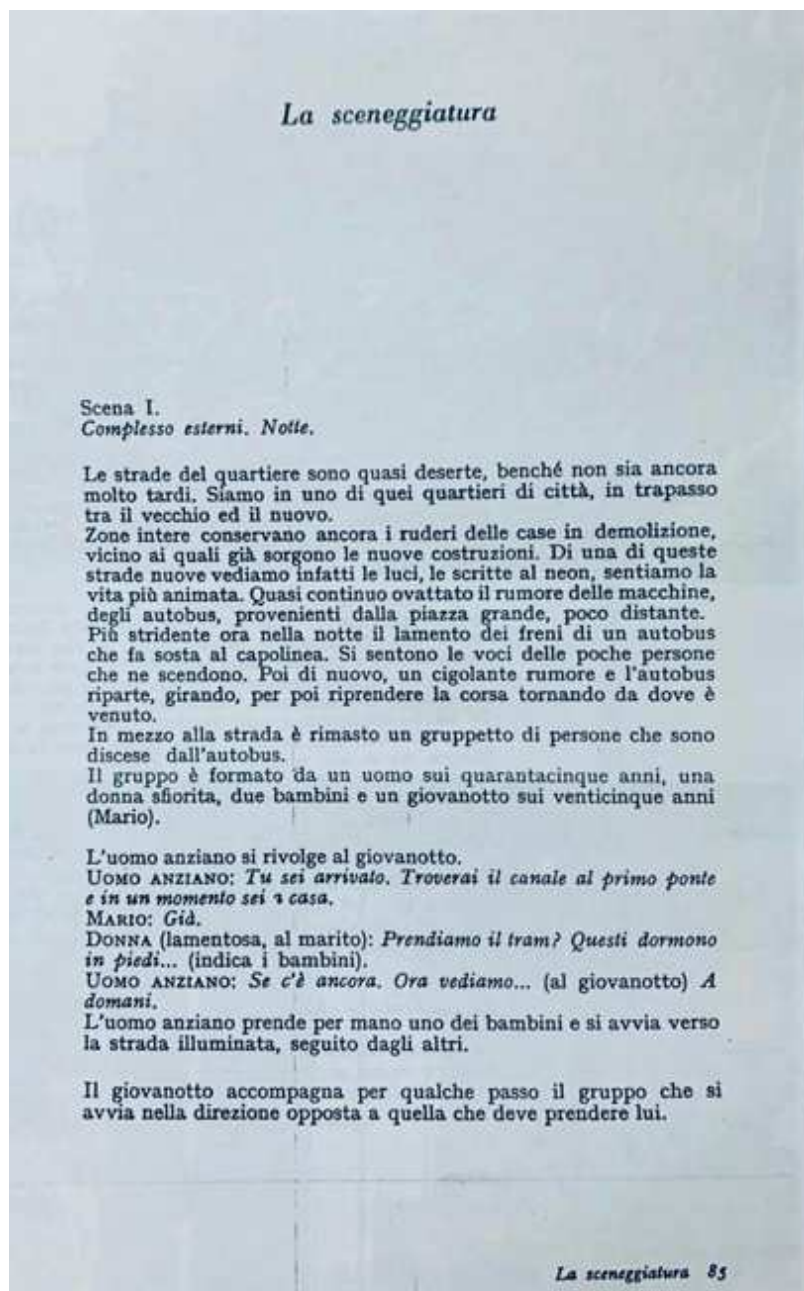 La sceneggiatura
Scena I.
Complesso esterni. Notte.
Le strade del quartiere sono quasi deserte, benché non sia ancora
molto tardi. Siamo in uno di quei quartieri di città, in trapasso
tra il vecchio ed il nuovo.
Zone intere conservano ancora i ruderi delle case in demolizione,
vicino ai quali già sorgono le nuove costruzioni. Di una di queste
strade nuove vediamo infatti le luci, le scritte al neon, sentiamo la
vita più animata. Quasi continuo ovattato il rumore delle macchine,
degli autobus, provenienti dalla piazza grande, poco distante.
Più stridente ora nella notte il lamento dei freni di un autobus
che fa sosta al capolinea. Si sentono le voci delle poche persone
che ne scendono. Poi di nuovo, un cigolante rumore e l'autobus
riparte, girando, per poi riprendere la corsa tornando da dove è
venuto.
In mezzo alla strada è rimasto un gruppetto di persone che sono
discese dall'autobus.
Il gruppo è formato da un uomo sui quarantacinque anni, una
donna sfiorita, due bambini e un giovanotto sui venticinque anni
(Mario).
L'uomo anziano si rivolge al giovanotto.
UOMO ANZIANO: Tu sei arrivato. Troverai il canale al primo ponte
e in un momento sei a casa.
MARIO: Già.
DONNA (lamentosa, al marito): Prendiamo il tram? Questi dormono
in piedi... (indica i bambini).
UOMO ANZIANO: Se c'è ancora. Ora vediamo... (al giovanotto) A
domani.
L'uomo anziano prende per mano uno dei bambini e si avvia verso
la strada illuminata, seguito dagli altri.
Il giovanotto accompagna per qualche passo il gruppo che si
avvia nella direzione opposta a quella che deve prendere lui.
La sceneggiatura 85